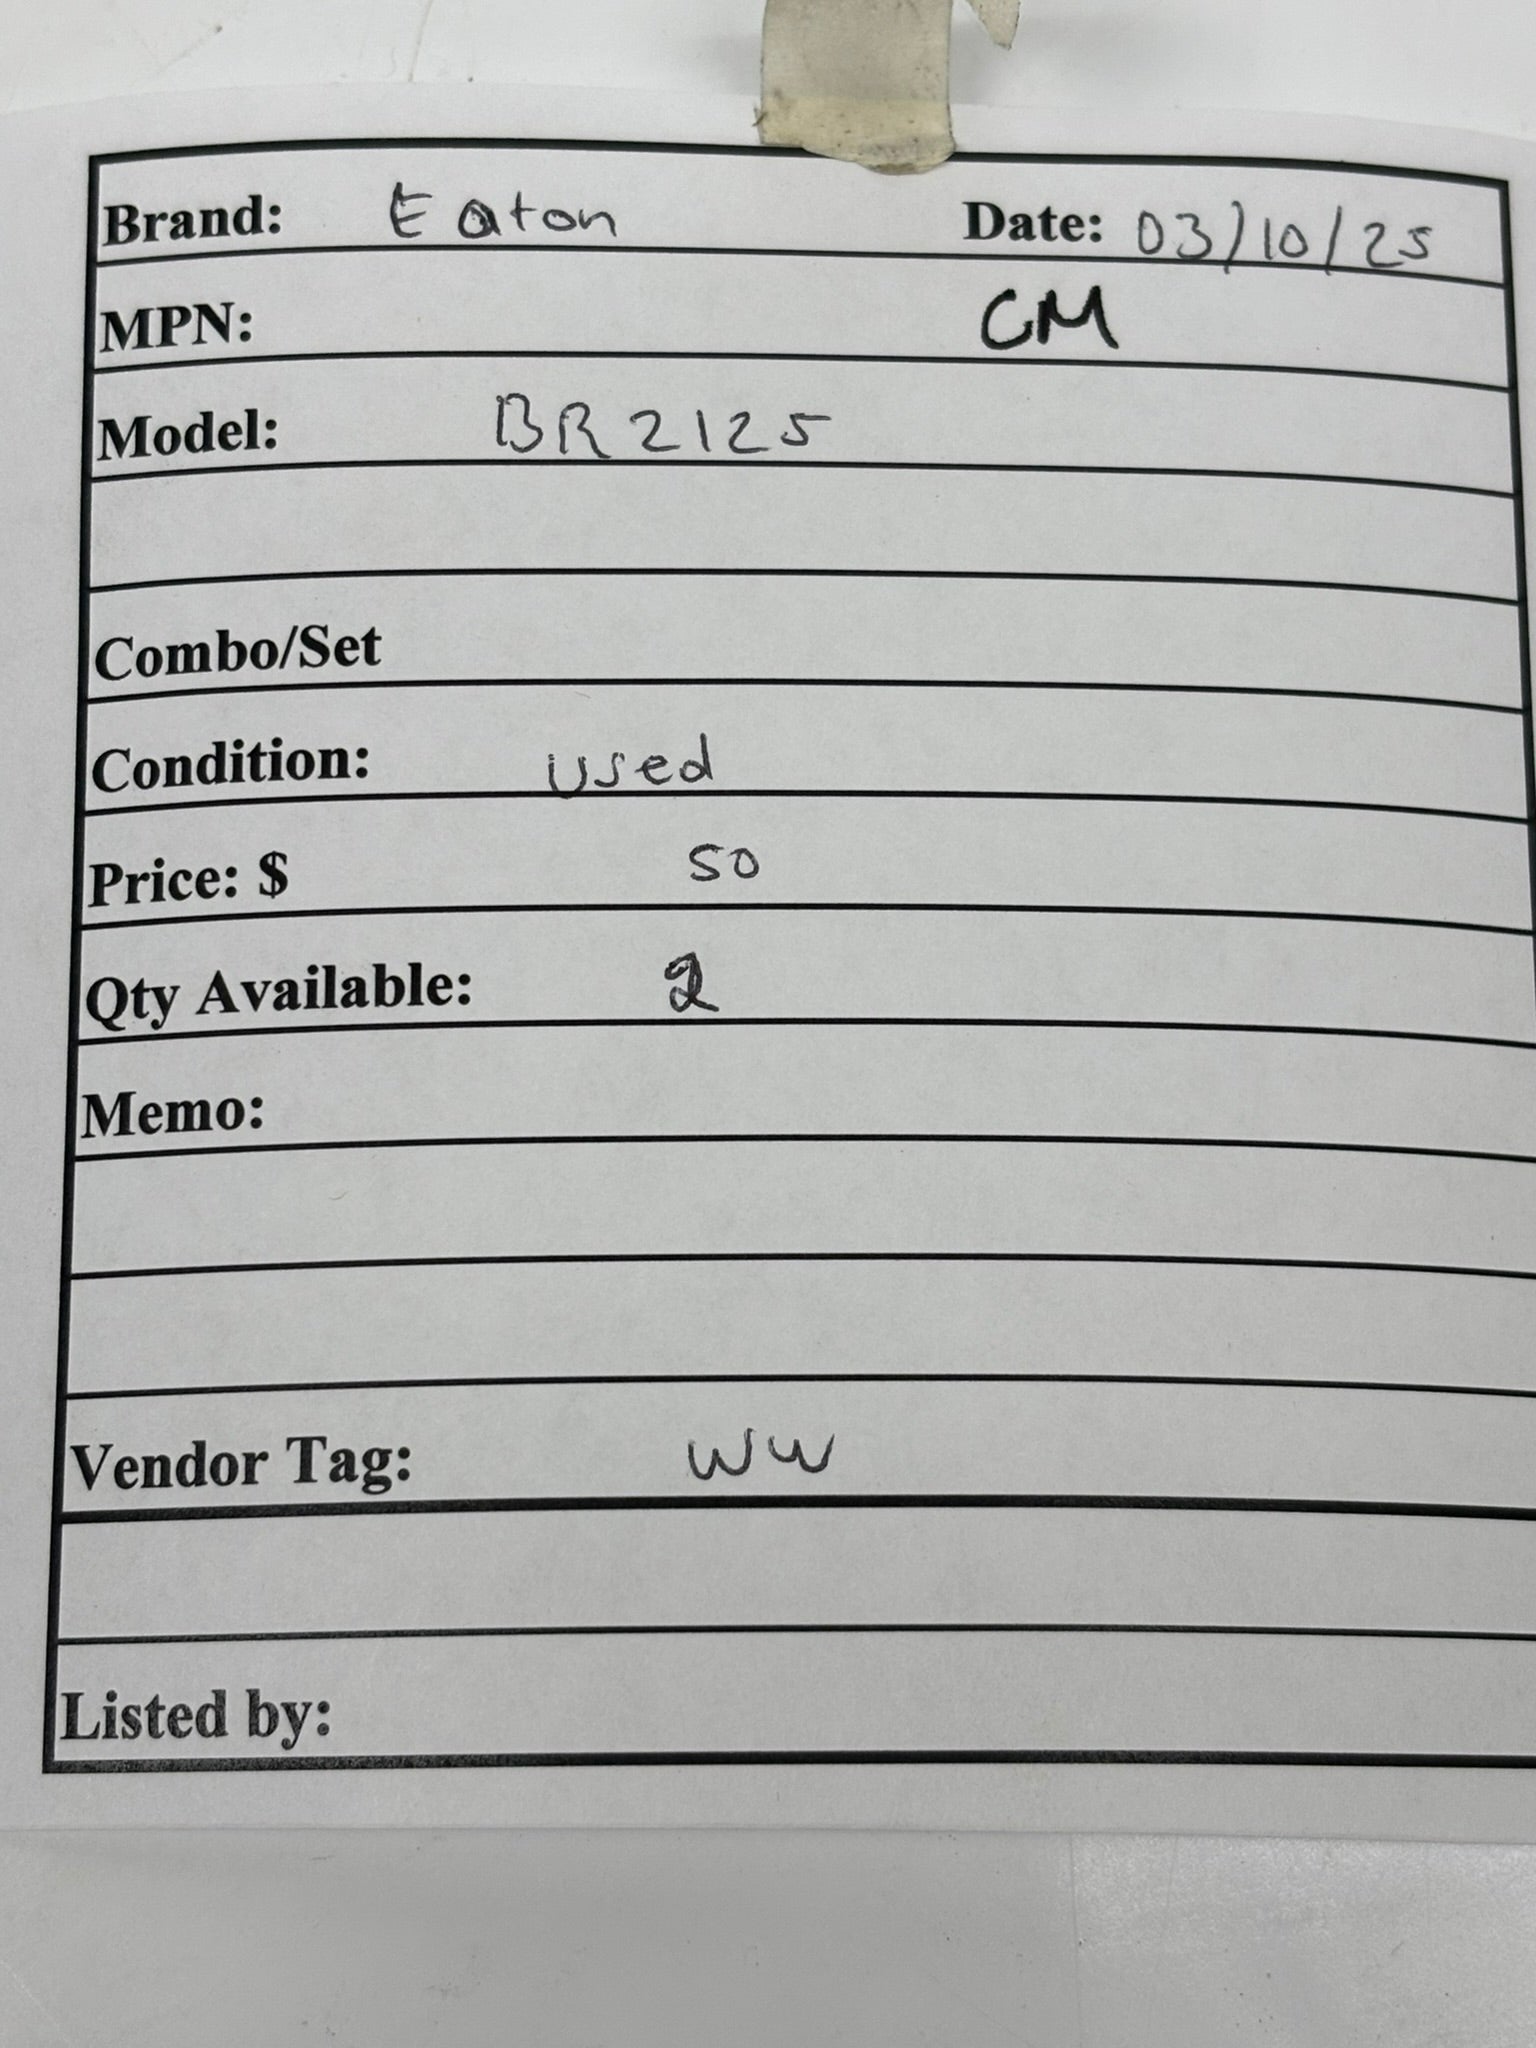 Brand: Eaton Date: 03/10/25
MPN: CM
Model: BR2125
Combo/Set
Condition: used
Price: $ 50
Qty Available: 2
Memo:
Vendor Tag: WW
Listed by: